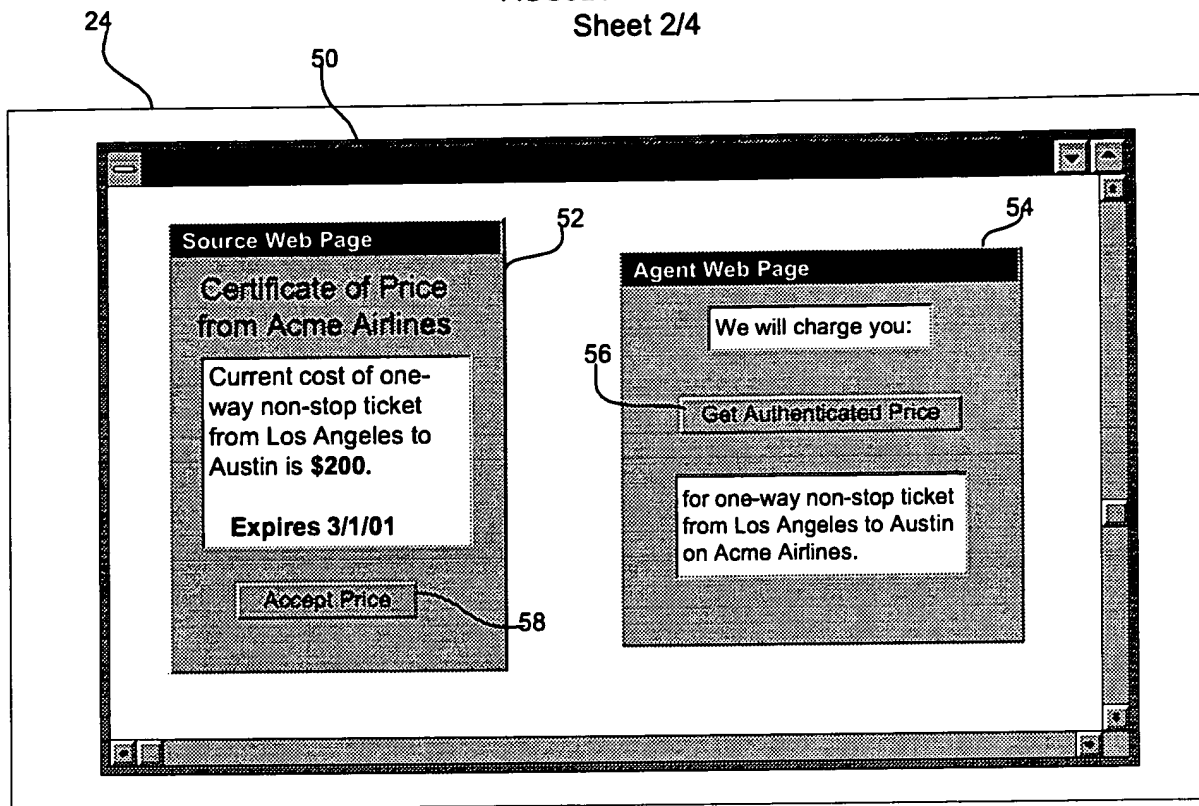 Sheet 2/4
24
50
52
54
Source Web Page
Certificate of Price
from Acme Airlines
Current cost of one-
way non-stop ticket
from Los Angeles to
Austin is $200.
Expires 3/1/01
Accept Price
58
Agent Web Page
We will charge you:
56
Get Authenticated Price
for one-way non-stop ticket
from Los Angeles to Austin
on Acme Airlines.